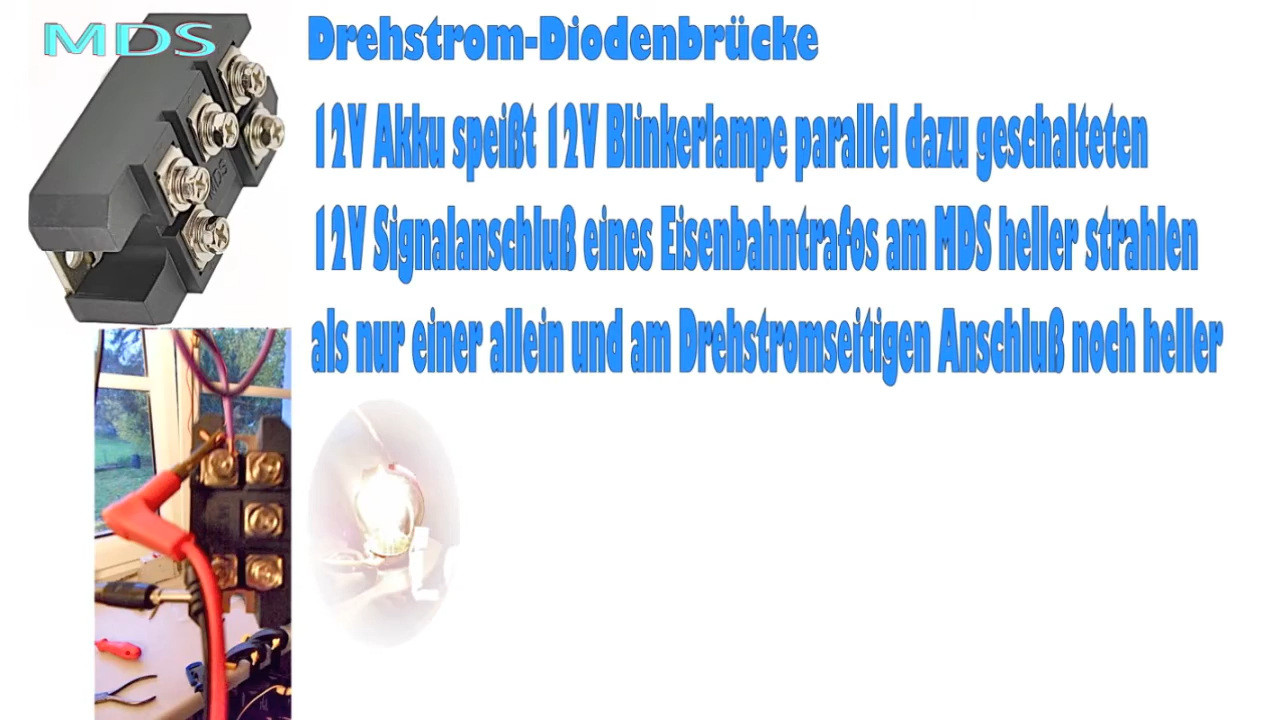 MDS
Drehstrom-Diodenbrücke
12V Akku speißt 12V Blinkerlampe parallel dazu geschalteten
12V Signalanschluß eines Eisenbahntrafos am MDS heller strahlen
als nur einer allein und am Drehstromseitigen Anschluß noch heller
MDS